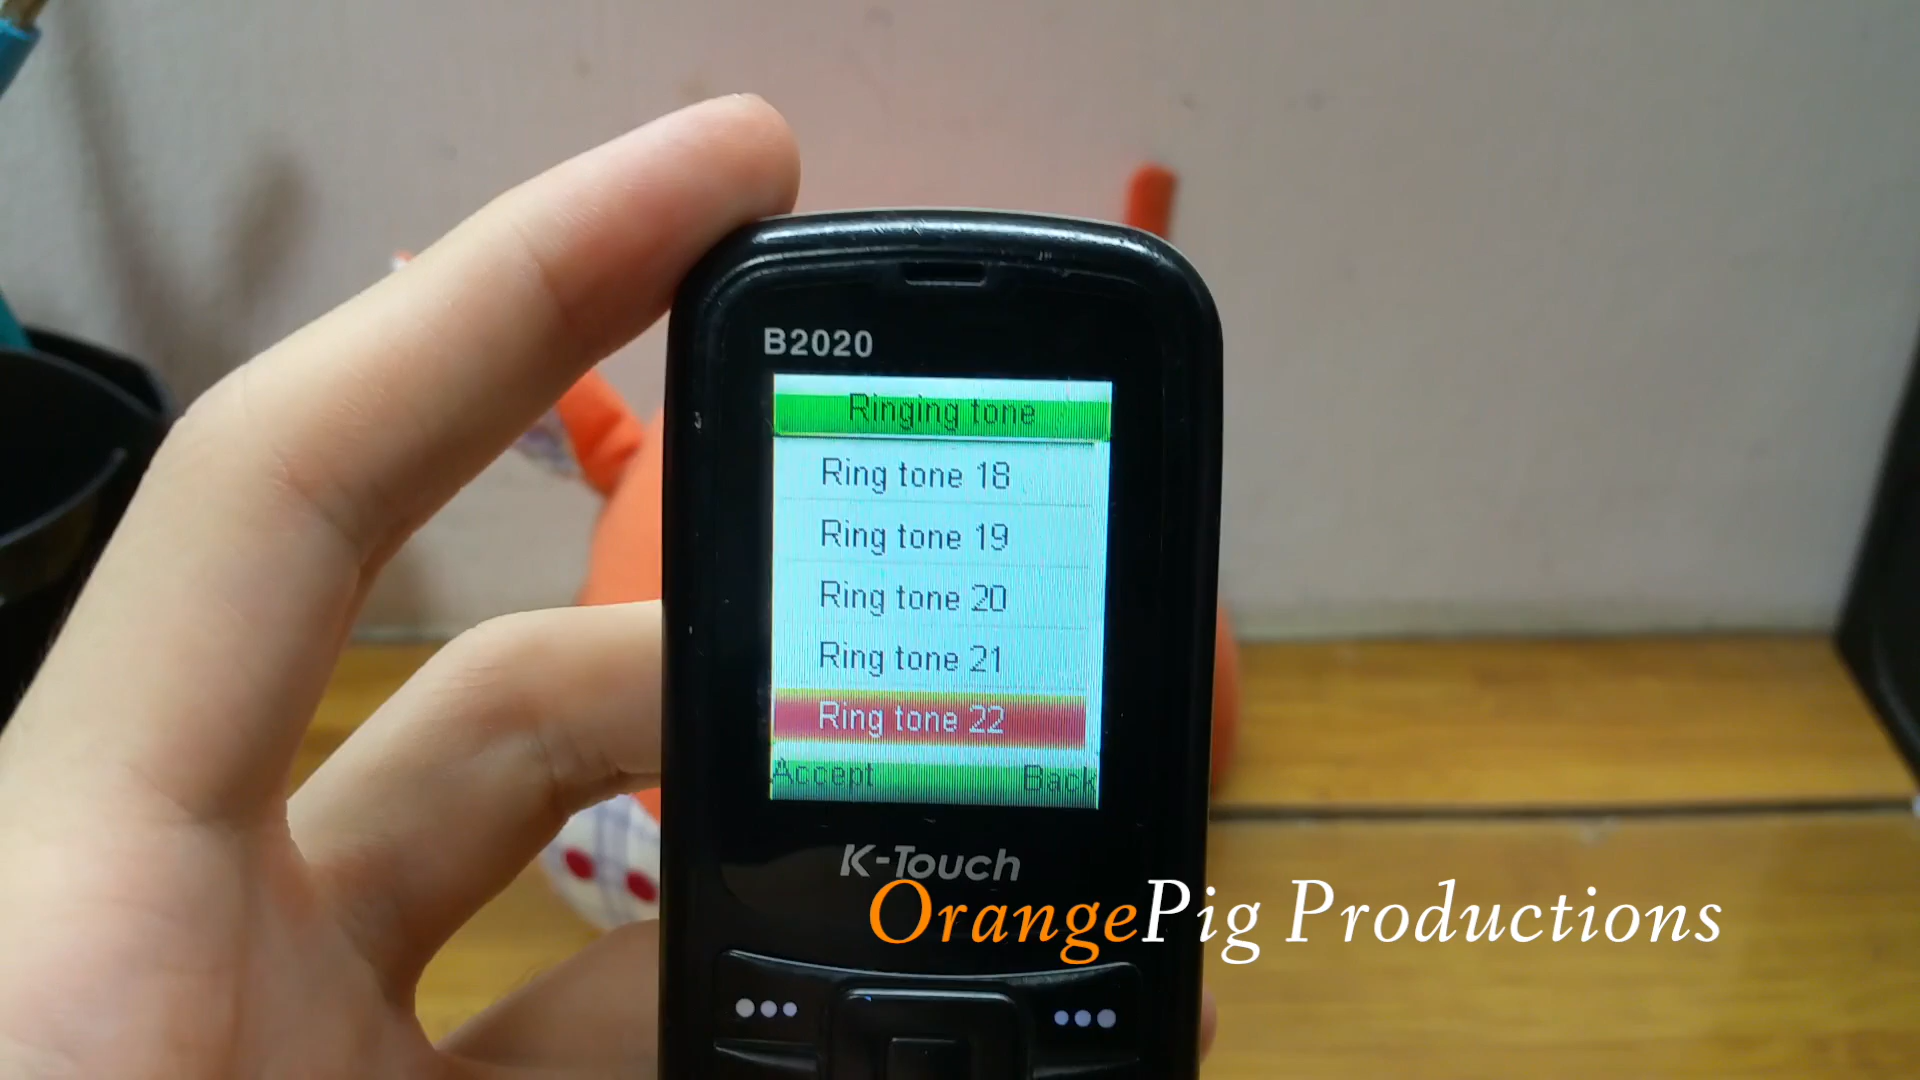 B2020
Ringing tone
Ring tone 18
Ring tone 19
Ring tone 20
Ring tone 21
Ring tone 22
Accept Back
K-Touch
OrangePig Productions